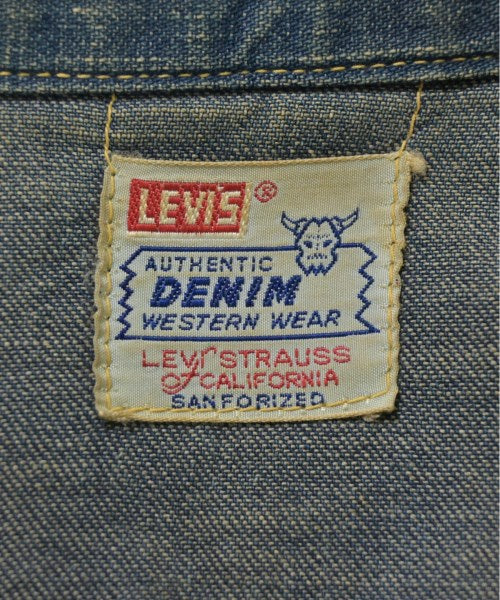 LEVI'S ®
AUTHENTIC
DENIM
WESTERN WEAR
LEVI STRAUSS
of CALIFORNIA
SANFORIZED